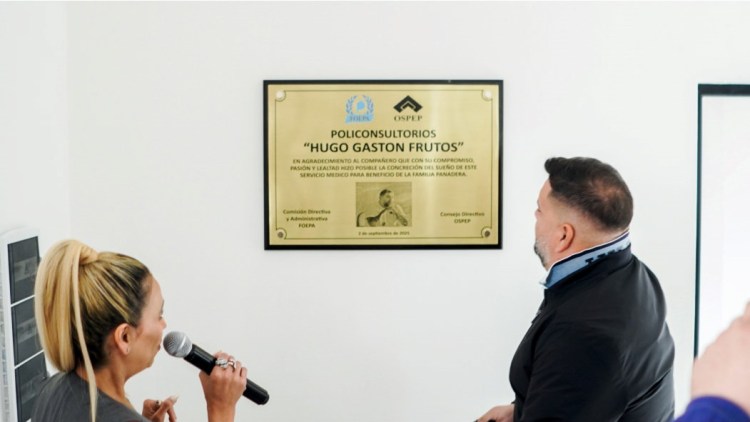 FOEPA
OSPEP
POLICONSULTORIOS
“HUGO GASTON FRUTOS”
EN AGRADECIMIENTO AL COMPAÑERO QUE CON SU COMPROMISO,
PASIÓN Y LEALTAD HIZO POSIBLE LA CONCRECIÓN DEL SUEÑO DE ESTE
SERVICIO MEDICO PARA BENEFICIO DE LA FAMILIA PANADERA.
Comisión Directiva
y Administrativa
FOEPA
Consejo Directivo
OSPEP